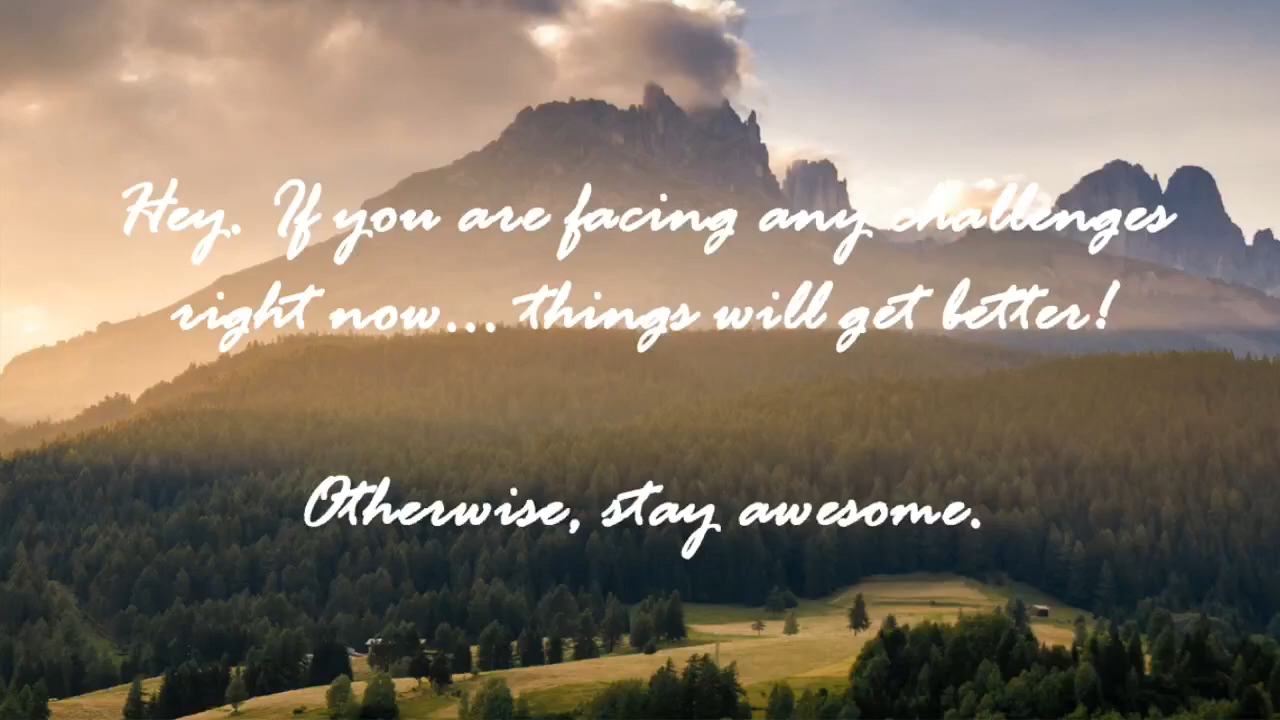 Hey. If you are facing any challenges
right now... things will get better!
Otherwise, stay awesome.